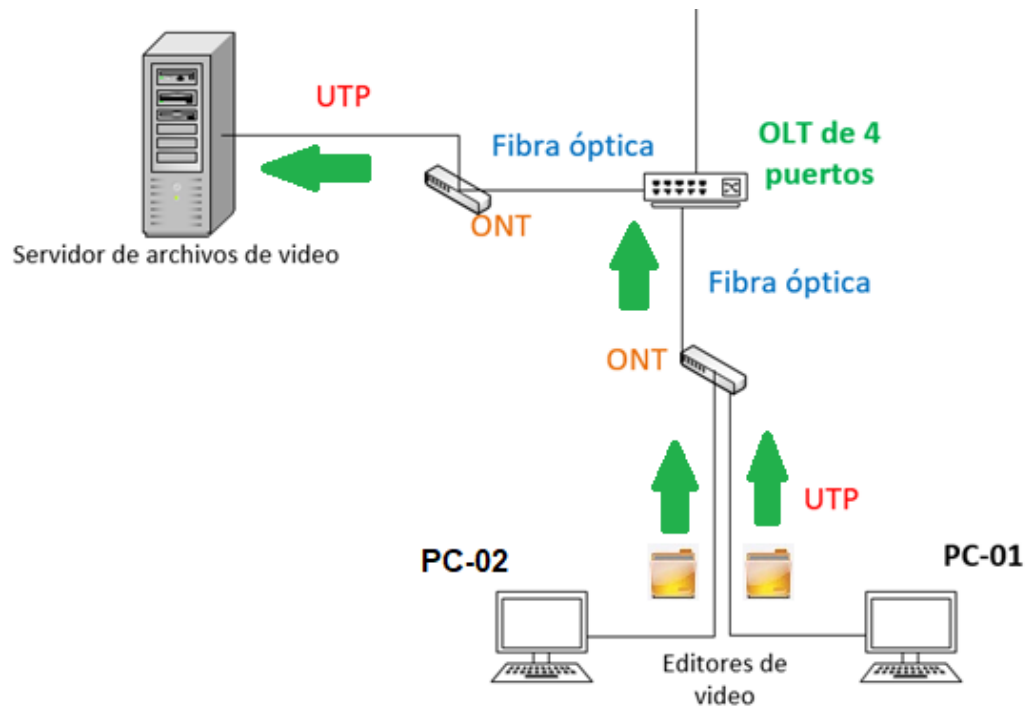 UTP
Fibra óptica
OLT de 4
puertos
ONT
Servidor de archivos de video
Fibra óptica
ONT
UTP
PC-02
PC-01
Editores de
video